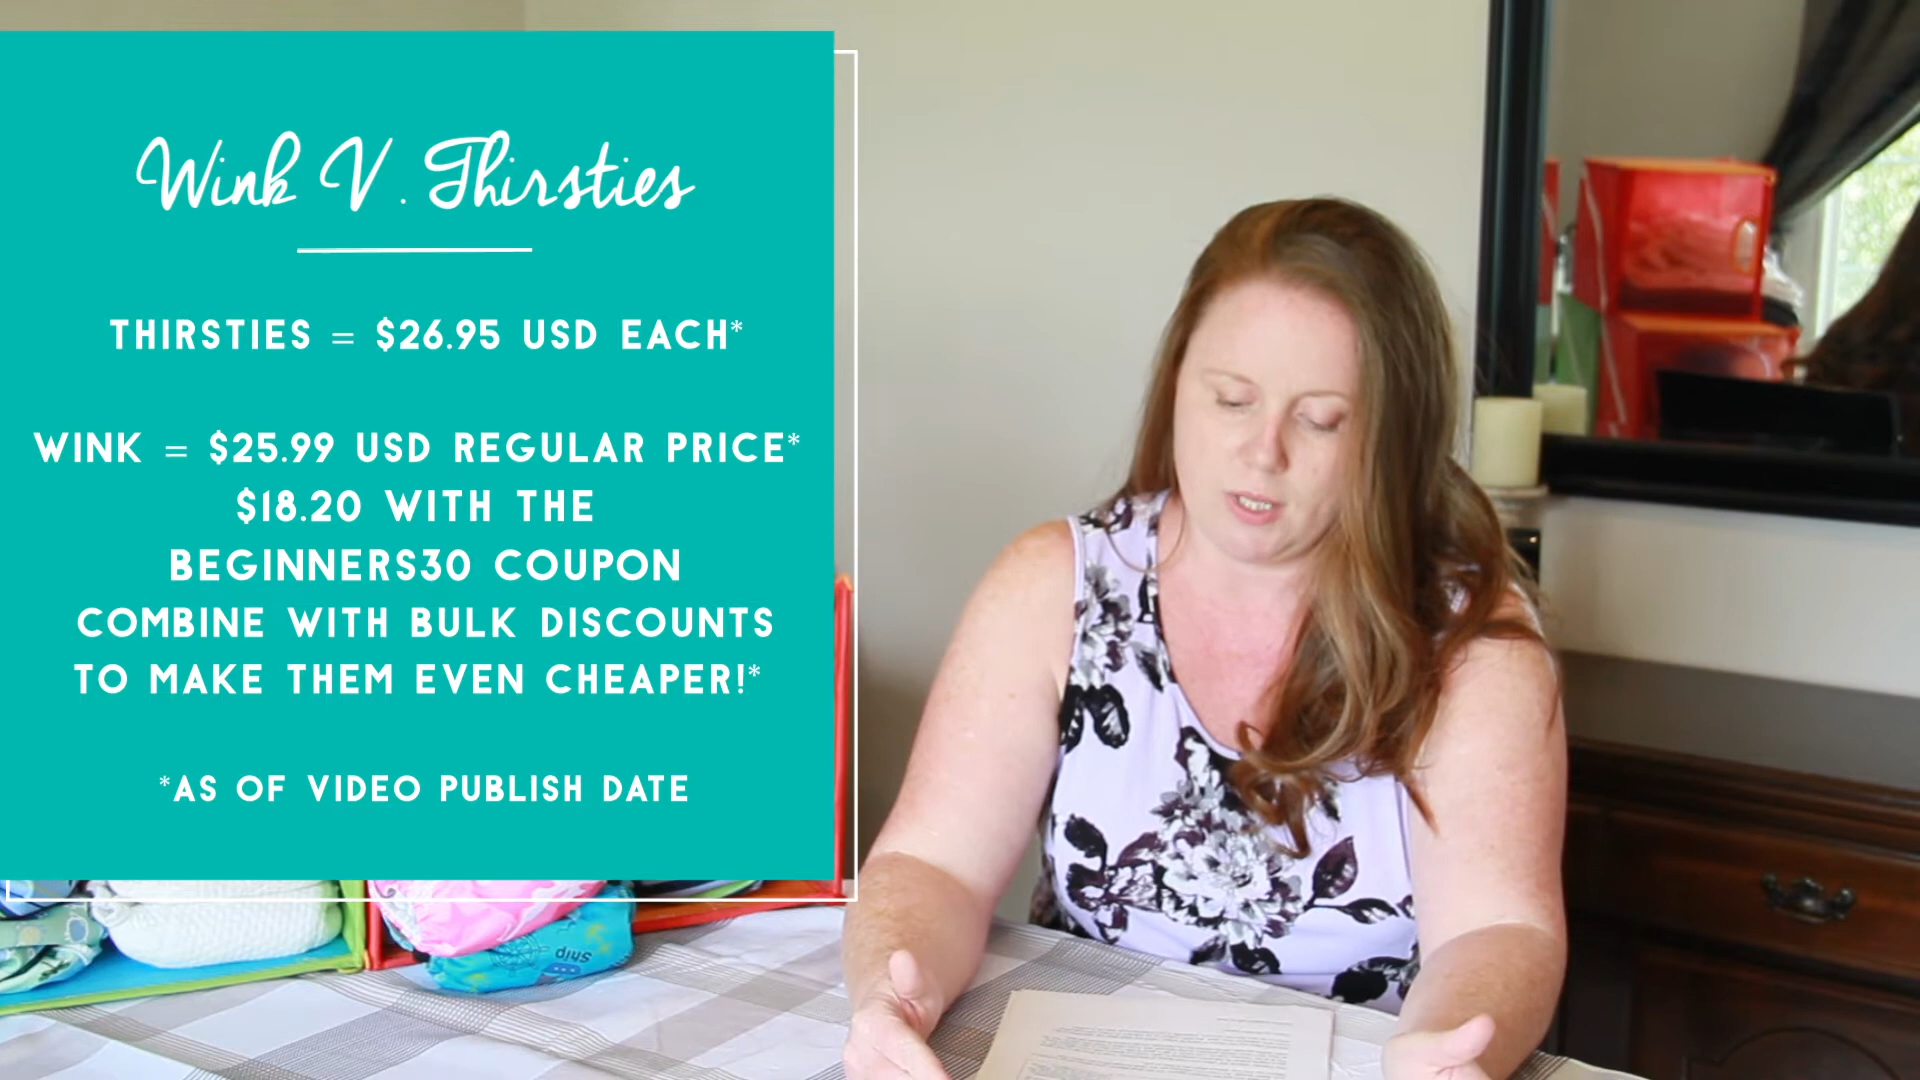 Wink V. Thirsties
THIRSTIES = $26.95 USD EACH*
WINK = $25.99 USD REGULAR PRICE*
$18.20 WITH THE
BEGINNERS30 COUPON
COMBINE WITH BULK DISCOUNTS
TO MAKE THEM EVEN CHEAPER!*
*AS OF VIDEO PUBLISH DATE
Ship